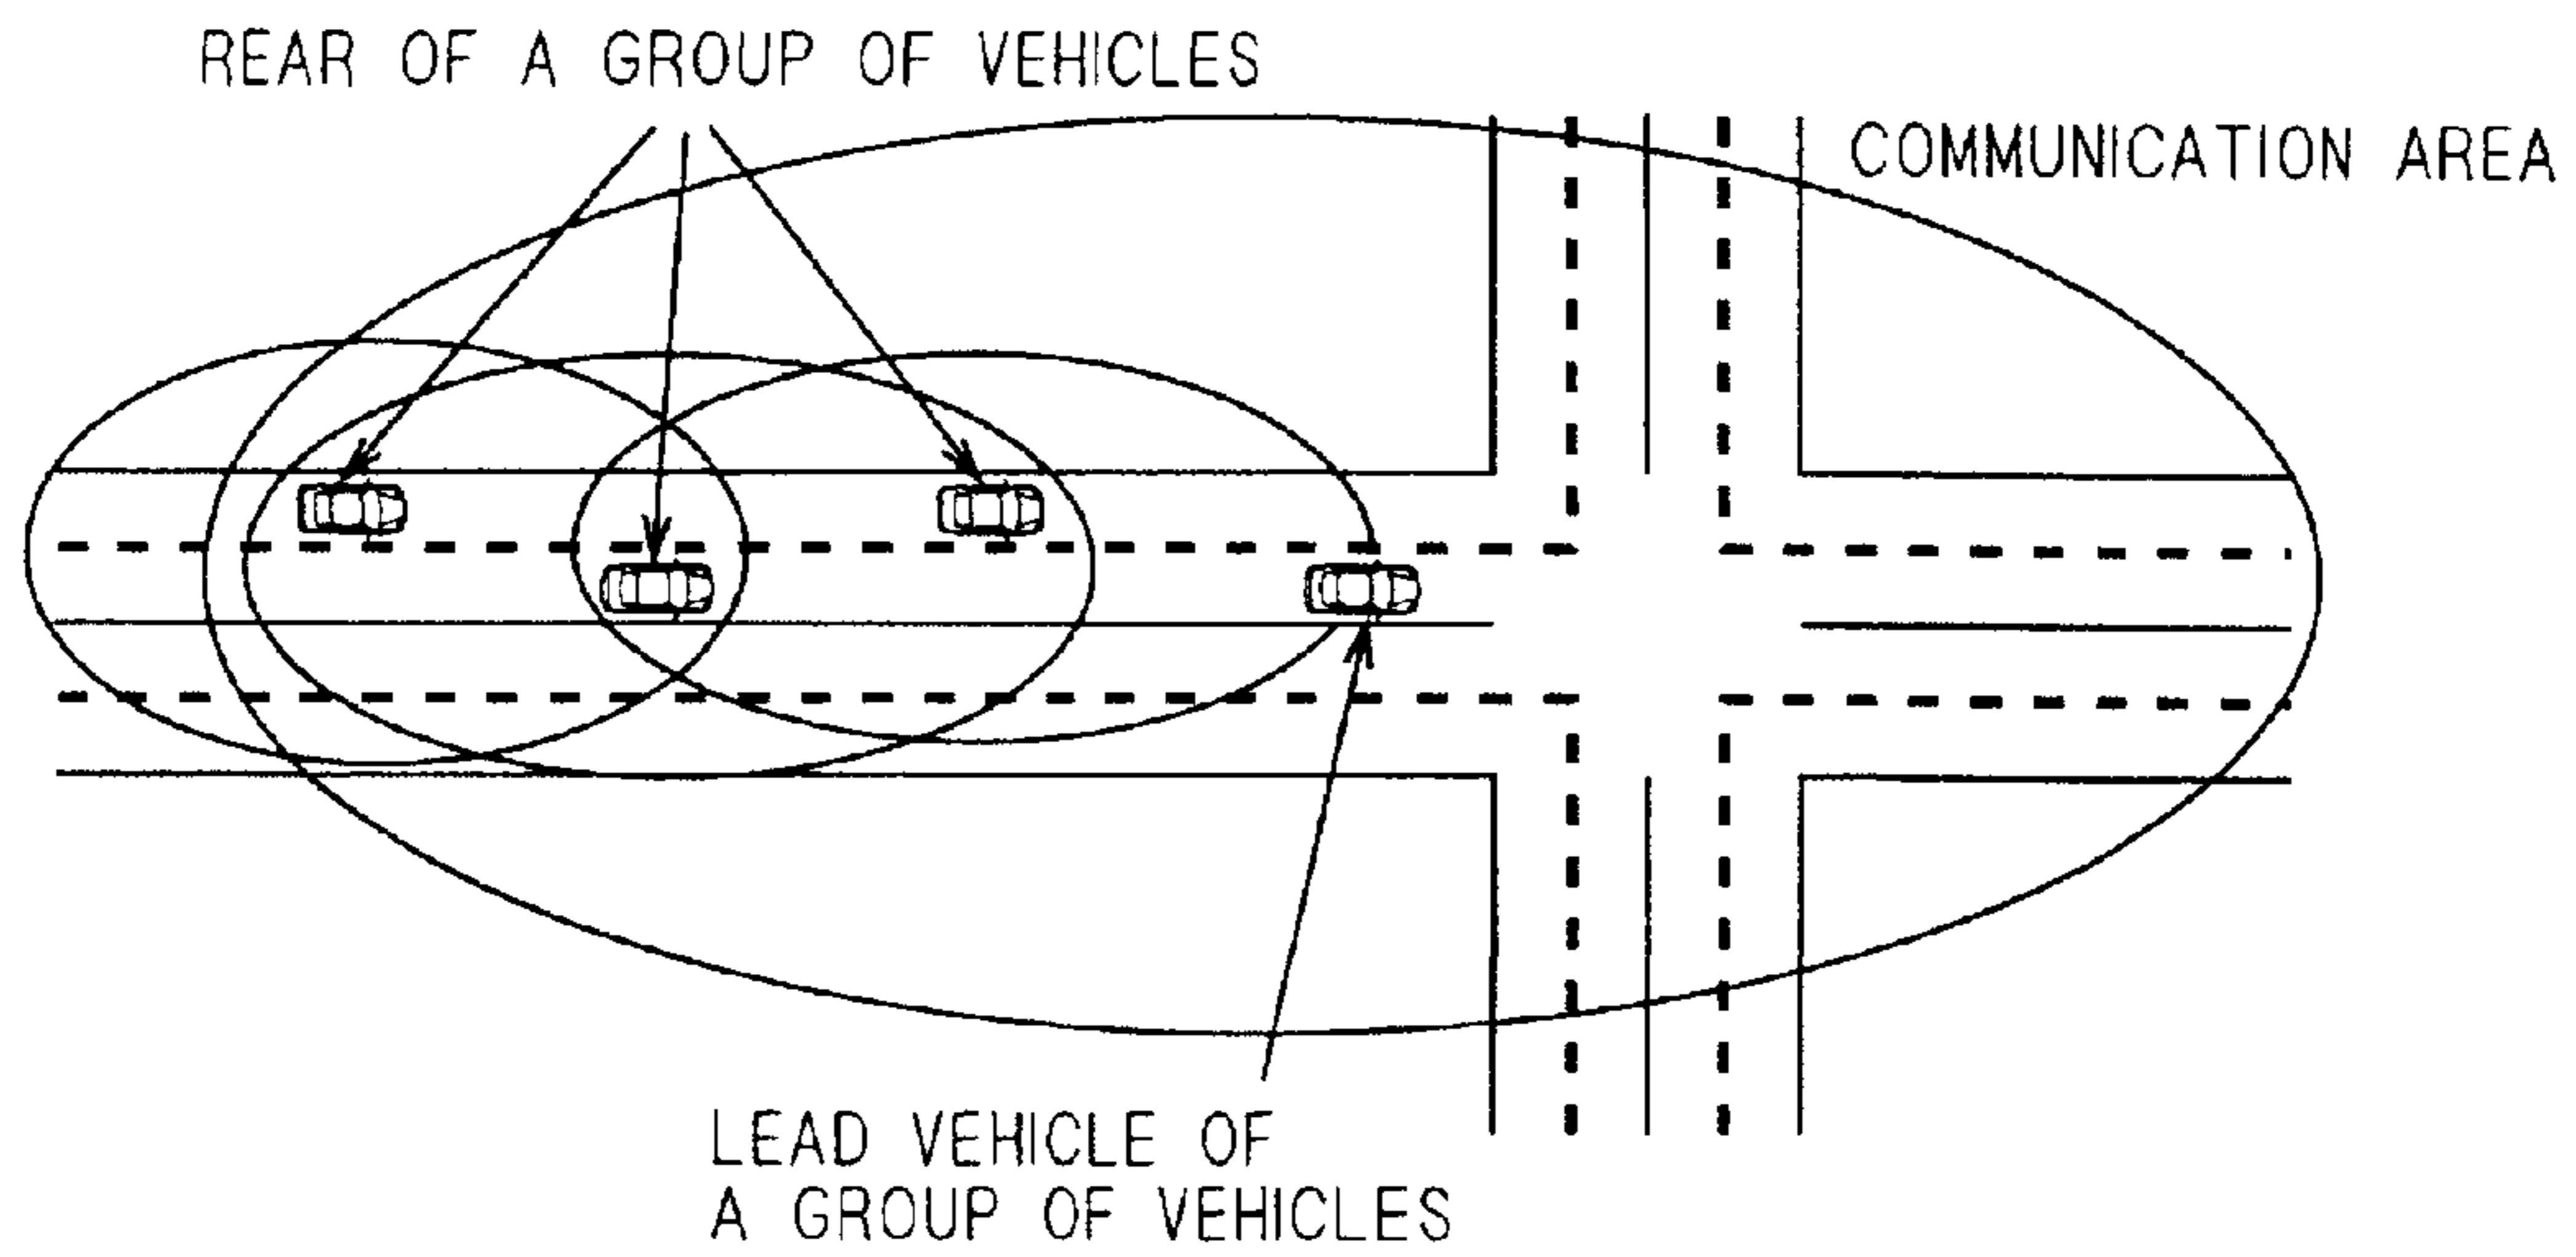 REAR OF A GROUP OF VEHICLES
COMMUNICATION AREA
LEAD VEHICLE OF
A GROUP OF VEHICLES